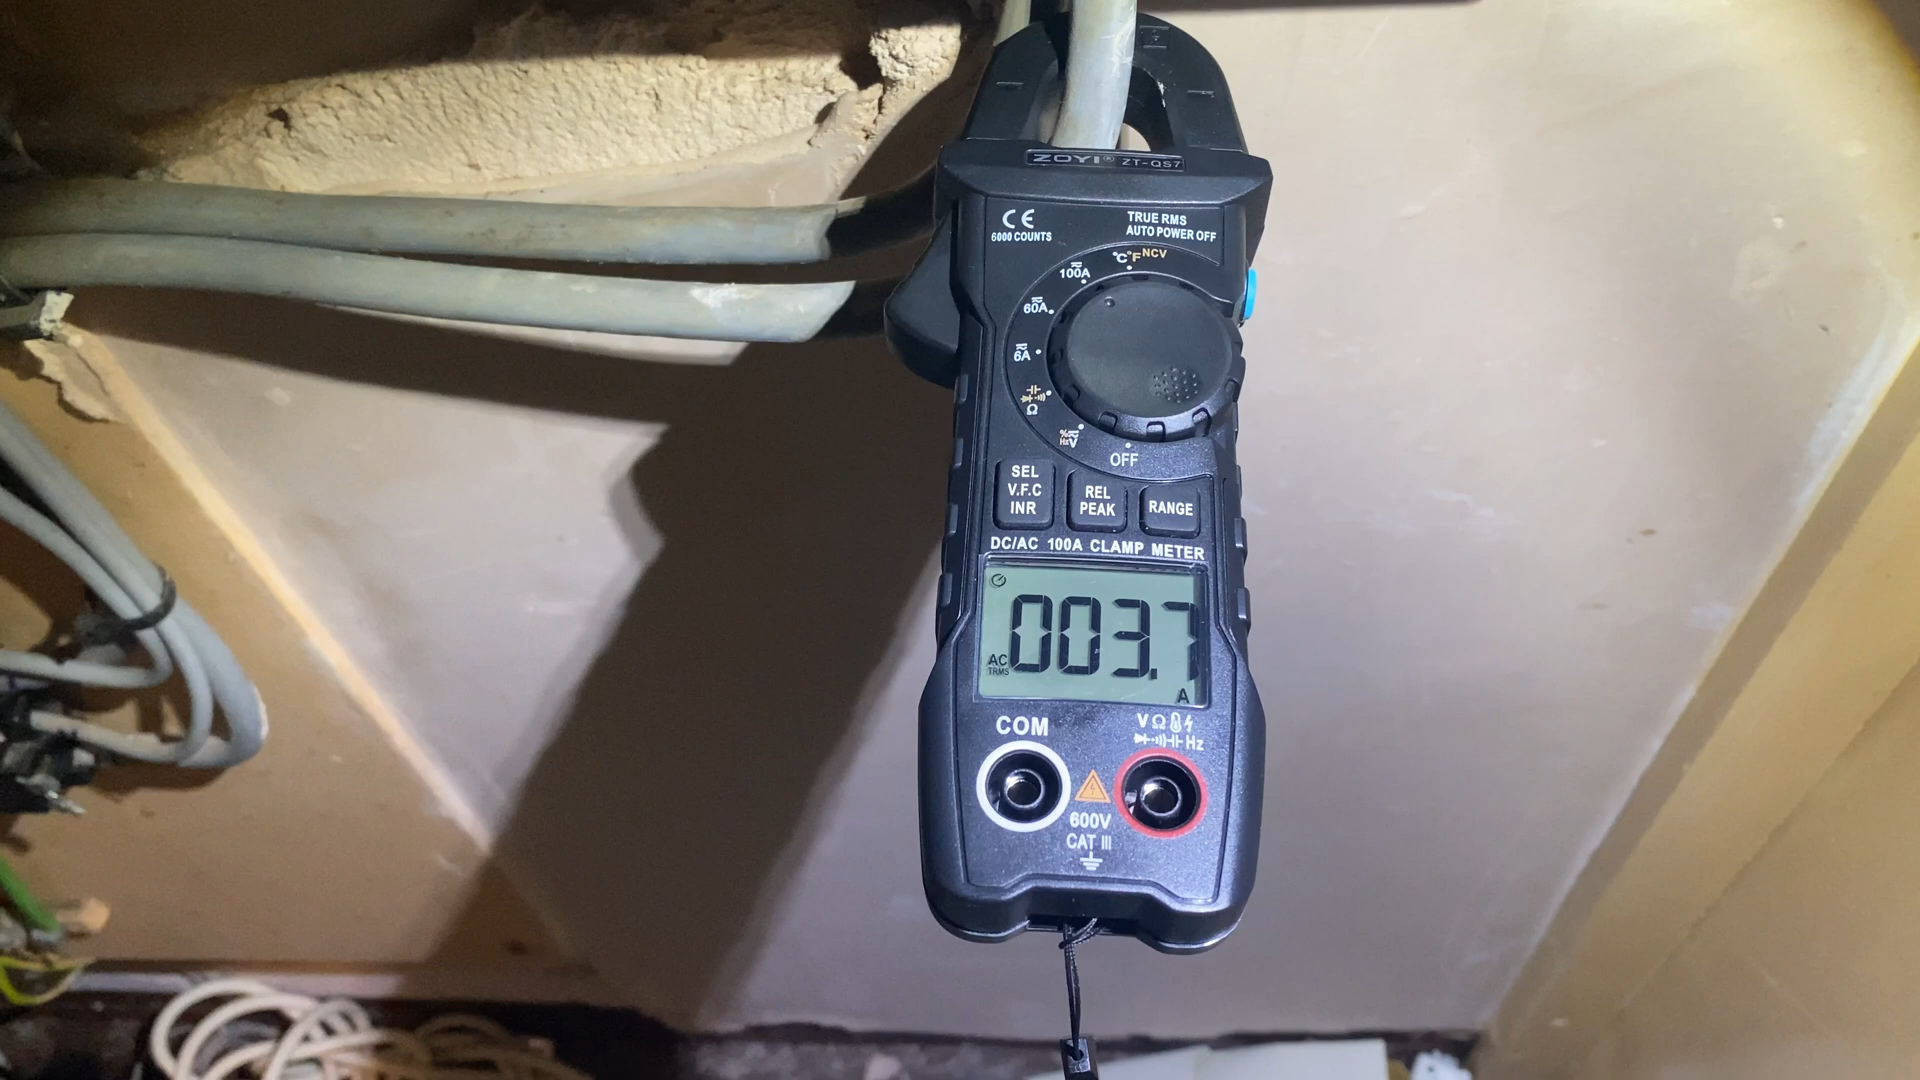 ZOYI® ZT-QS7
CE
6000 COUNTS
TRUE RMS
AUTO POWER OFF
°C°F NCV
100A
60A
6A
Ω
%
Hz V
OFF
SEL
V.F.C
INR
REL
PEAK
RANGE
DC/AC 100A CLAMP METER
AC
TRMS
003.7
A
COM
V Ω
Hz
600V
CAT III